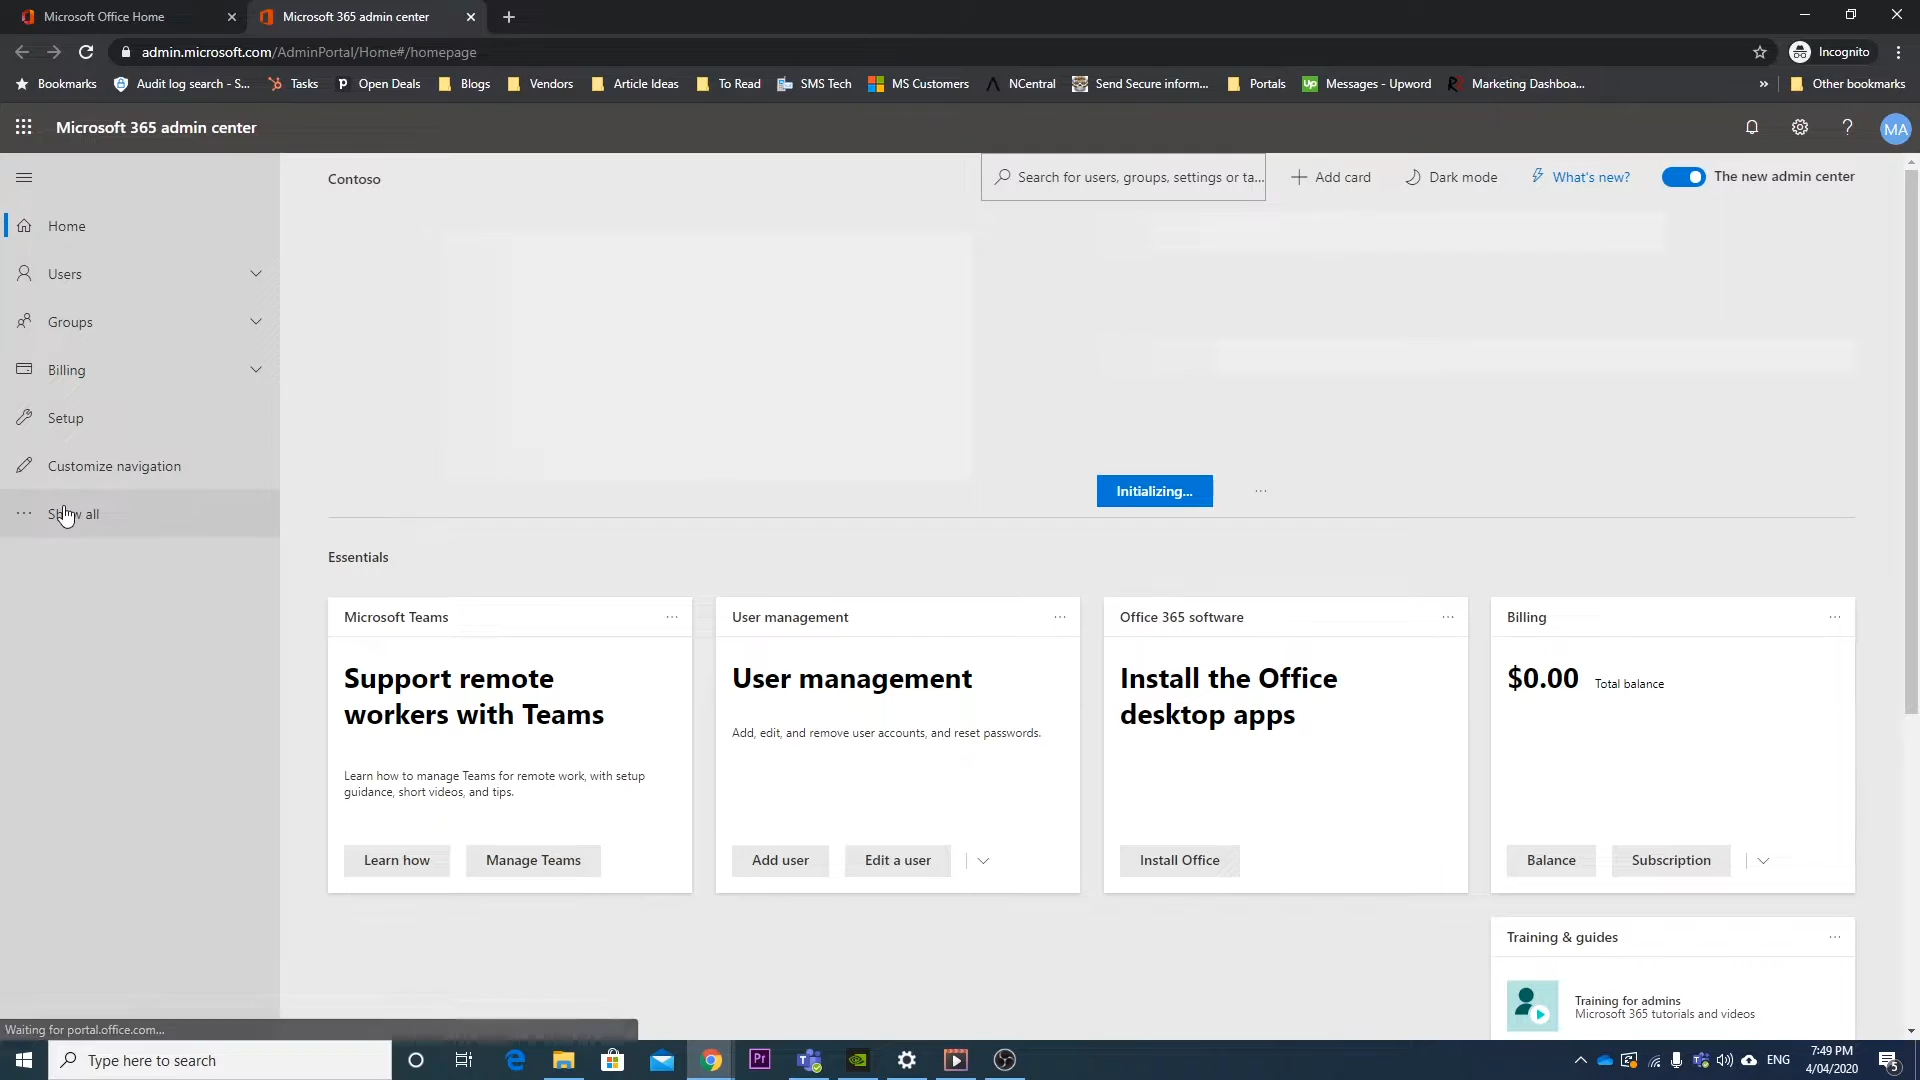 Microsoft Office Home
Microsoft 365 admin center
admin.microsoft.com/AdminPortal/Home#/homepage
Incognito
Bookmarks
Audit log search - S...
Tasks
Open Deals
Blogs
Vendors
Article Ideas
To Read
SMS Tech
MS Customers
NCentral
Send Secure inform...
Portals
Messages - Upword
Marketing Dashboa...
»
Other bookmarks
Microsoft 365 admin center
MA
Home
Users
Groups
Billing
Setup
Customize navigation
Show all
Contoso
Search for users, groups, settings or ta...
Add card
Dark mode
What's new?
The new admin center
Initializing...
Essentials
Microsoft Teams
Support remote
workers with Teams
Learn how to manage Teams for remote work, with setup
guidance, short videos, and tips.
Learn how
Manage Teams
User management
User management
Add, edit, and remove user accounts, and reset passwords.
Add user
Edit a user
Office 365 software
Install the Office
desktop apps
Install Office
Billing
$0.00 Total balance
Balance
Subscription
Training & guides
Training for admins
Microsoft 365 tutorials and videos
Waiting for portal.office.com...
Type here to search
Pr
ENG
7:49 PM
4/04/2020
5